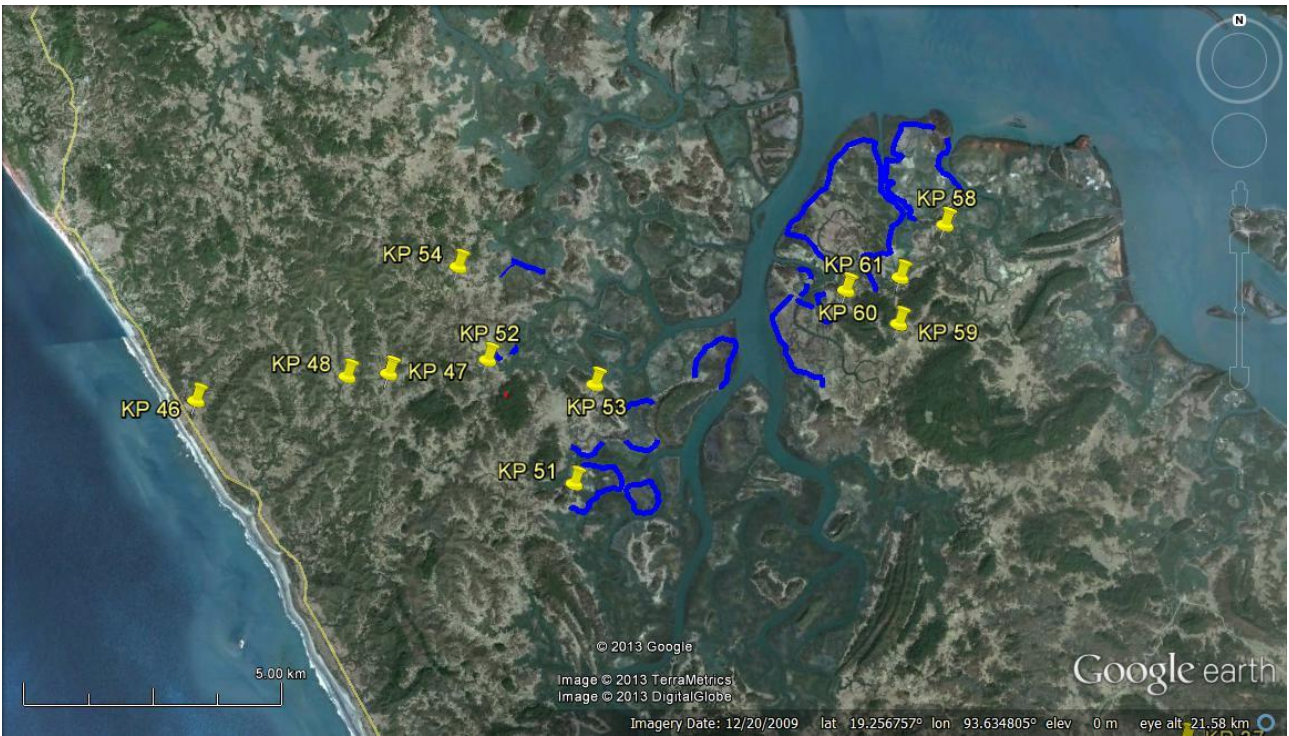 N
KP 58
KP 54
KP 61
KP 60
KP 52
KP 59
KP 48
KP 47
KP 46
KP 53
KP 51
© 2013 Google
5.00 km
Image © 2013 TerraMetrics
Image © 2013 DigitalGlobe
Google earth
Imagery Date: 12/20/2009 lat 19.256757° lon 93.634805° elev 0 m eye alt 21.58 km